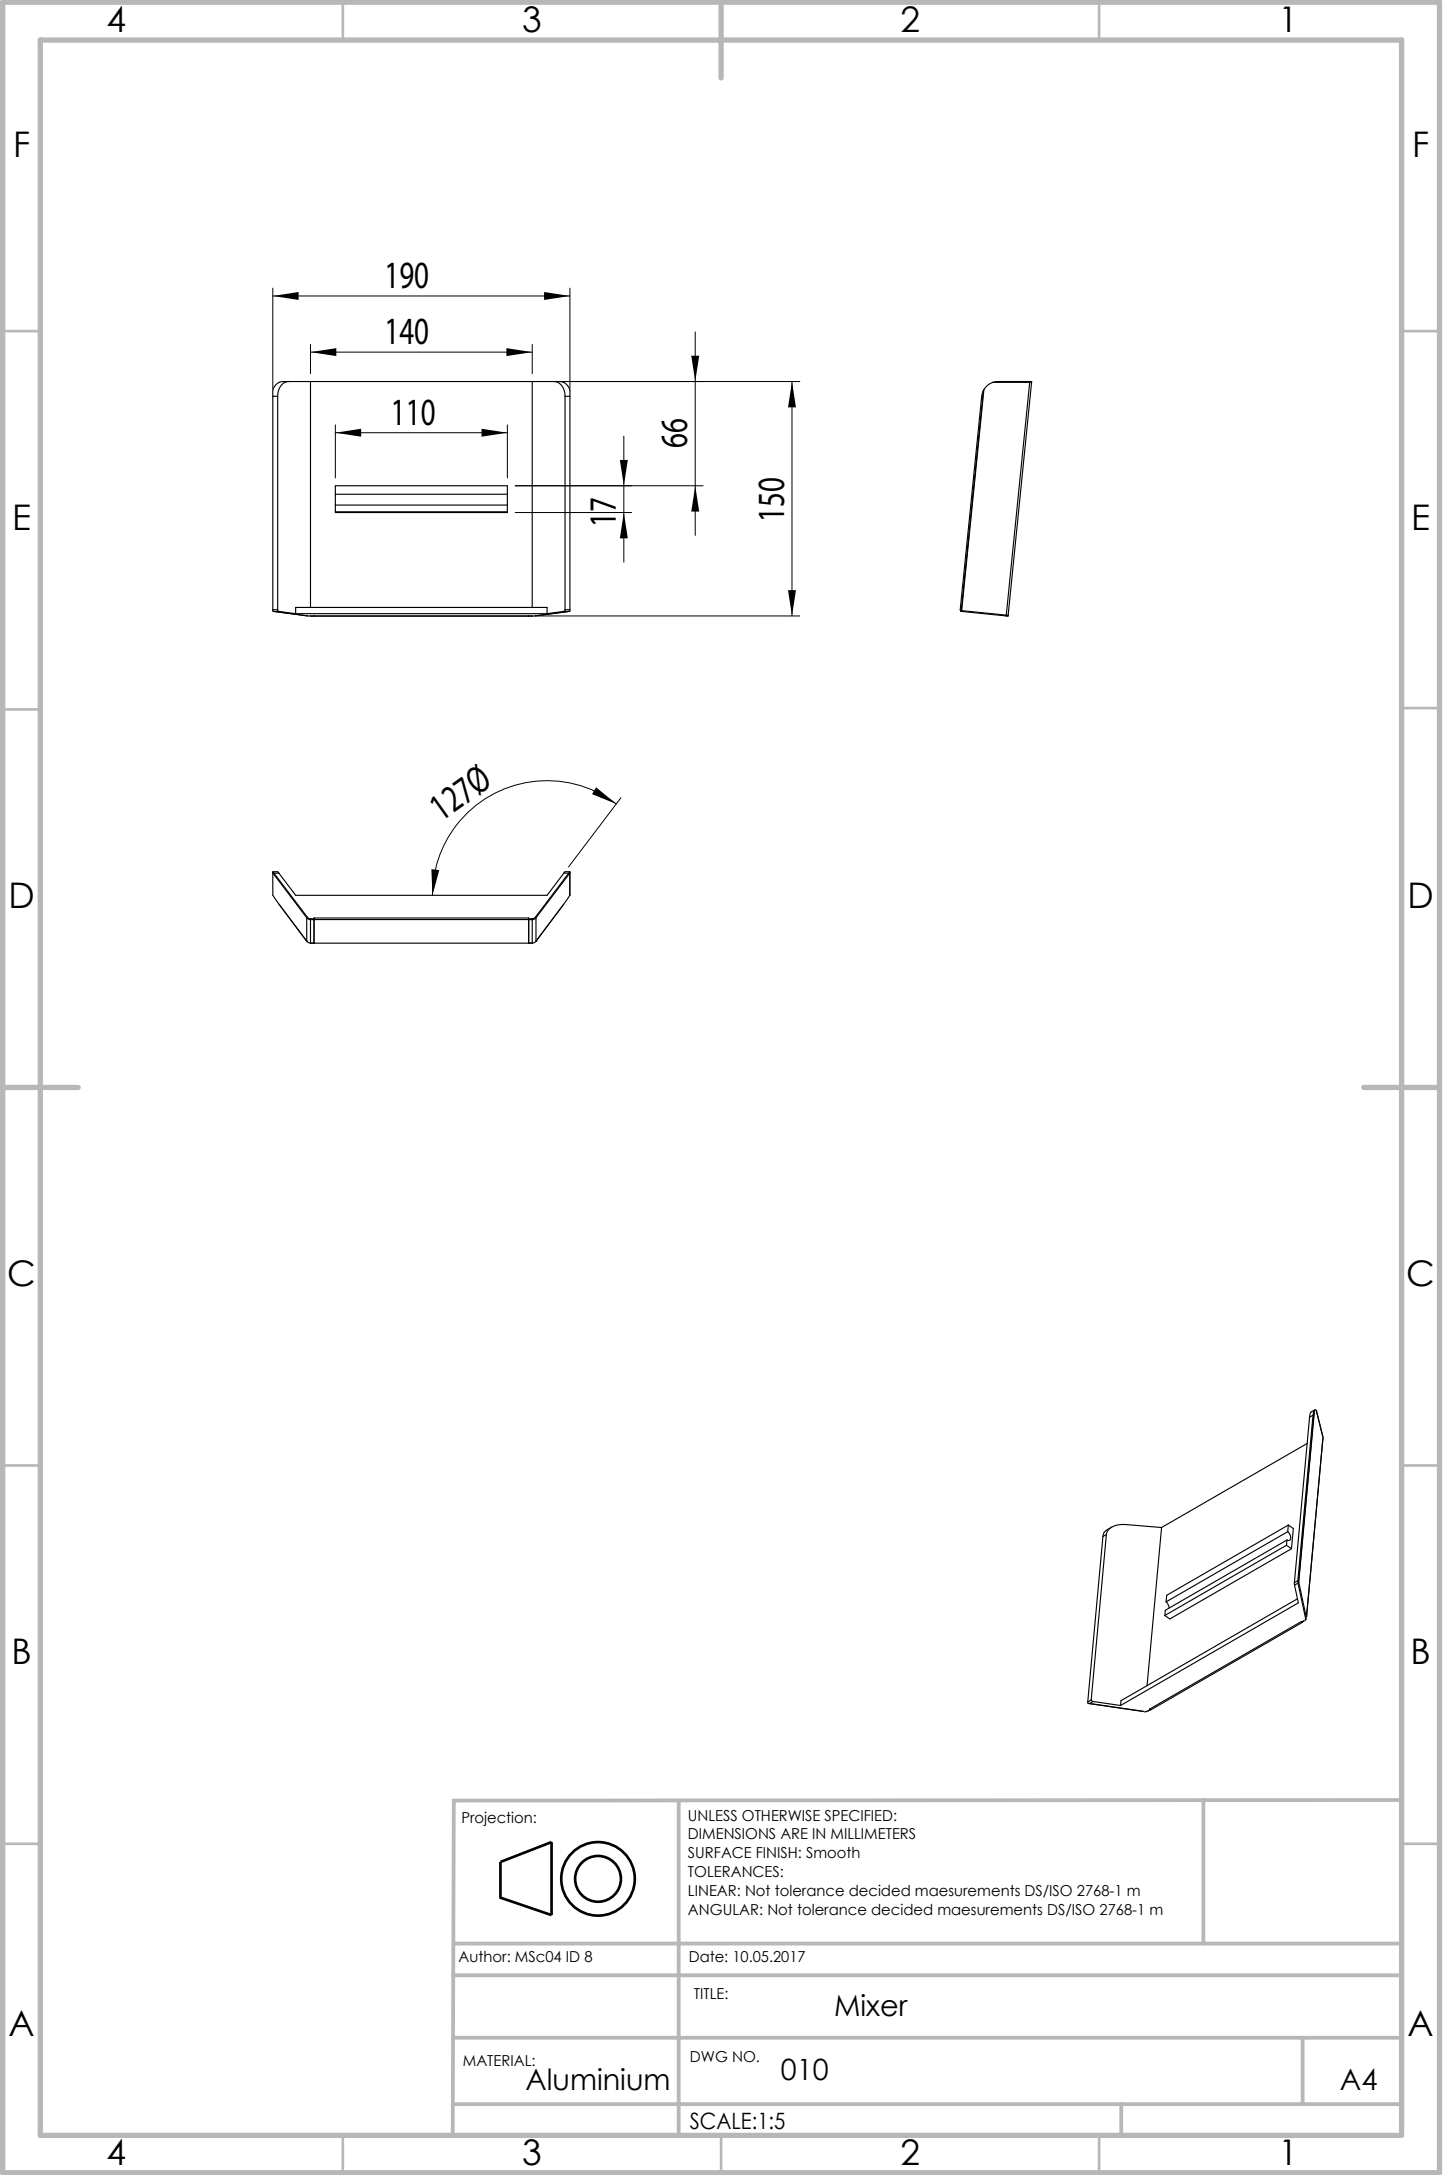 4 3 2 1
F F
190
140
110
66
17
150
E E
127Ø
D D
C C
B B
Projection:
UNLESS OTHERWISE SPECIFIED:
DIMENSIONS ARE IN MILLIMETERS
SURFACE FINISH: Smooth
TOLERANCES:
LINEAR: Not tolerance decided maesurements DS/ISO 2768-1 m
ANGULAR: Not tolerance decided maesurements DS/ISO 2768-1 m
Author: MSc04 ID 8
Date: 10.05.2017
TITLE: Mixer
A A
MATERIAL: Aluminium
DWG NO. 010
A4
SCALE:1:5
4 3 2 1